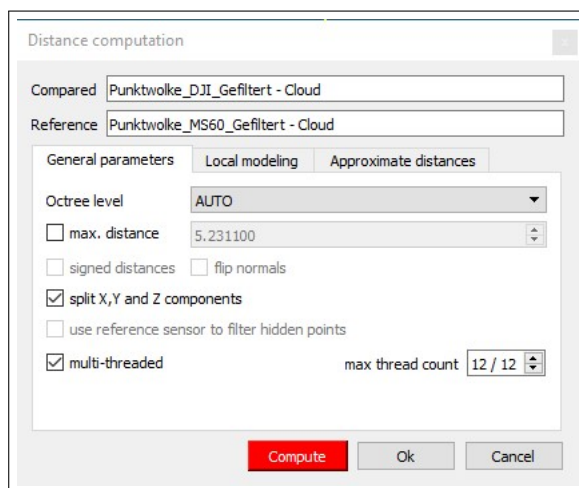 Distance computation
x
Compared Punktwolke_DJI_Gefiltert - Cloud
Reference Punktwolke_MS60_Gefiltert - Cloud
General parameters Local modeling Approximate distances
Octree level AUTO
max. distance 5.231100
signed distances flip normals
split X,Y and Z components
use reference sensor to filter hidden points
multi-threaded max thread count 12 / 12
Compute Ok Cancel